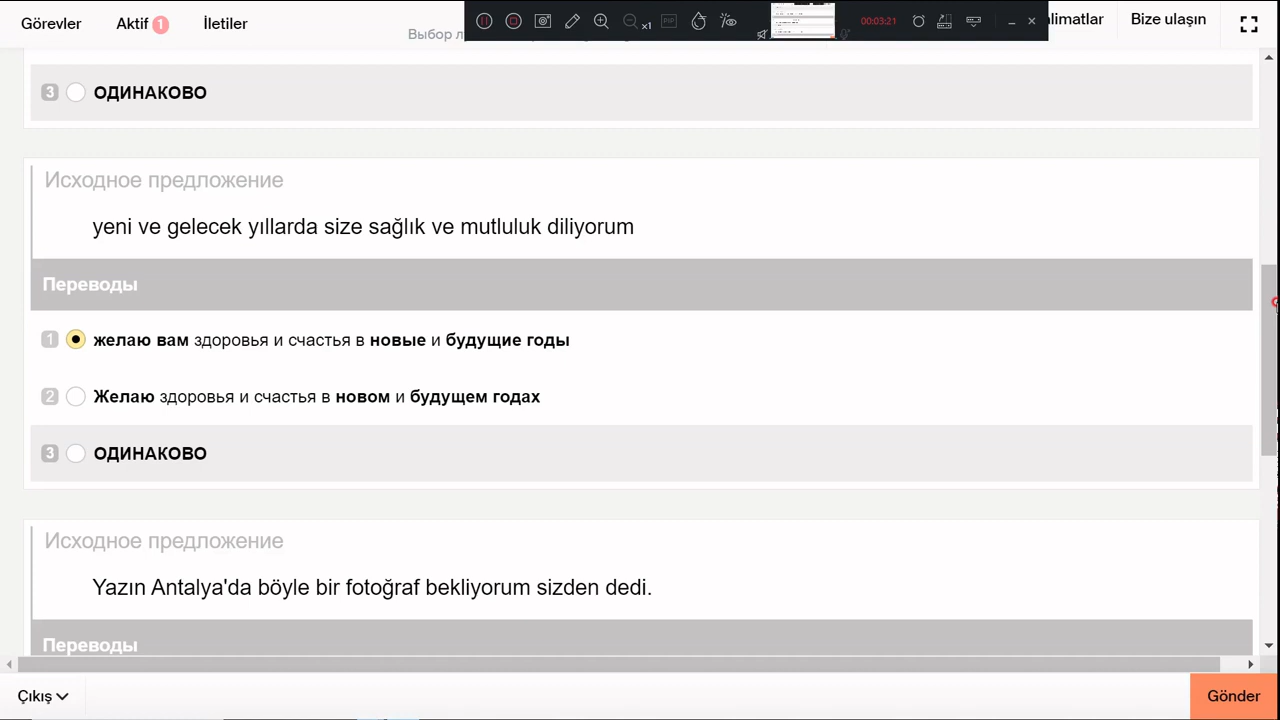 Görevler
Aktif 1
İletiler
Выбор л
x1
PIP
00:03:21
limatlar
Bize ulaşın
3 ОДИНАКОВО
Исходное предложение
yeni ve gelecek yıllarda size sağlık ve mutluluk diliyorum
Переводы
1 желаю вам здоровья и счастья в новые и будущие годы
2 Желаю здоровья и счастья в новом и будущем годах
3 ОДИНАКОВО
Исходное предложение
Yazın Antalya'da böyle bir fotoğraf bekliyorum sizden dedi.
Переводы
Çıkış
Gönder